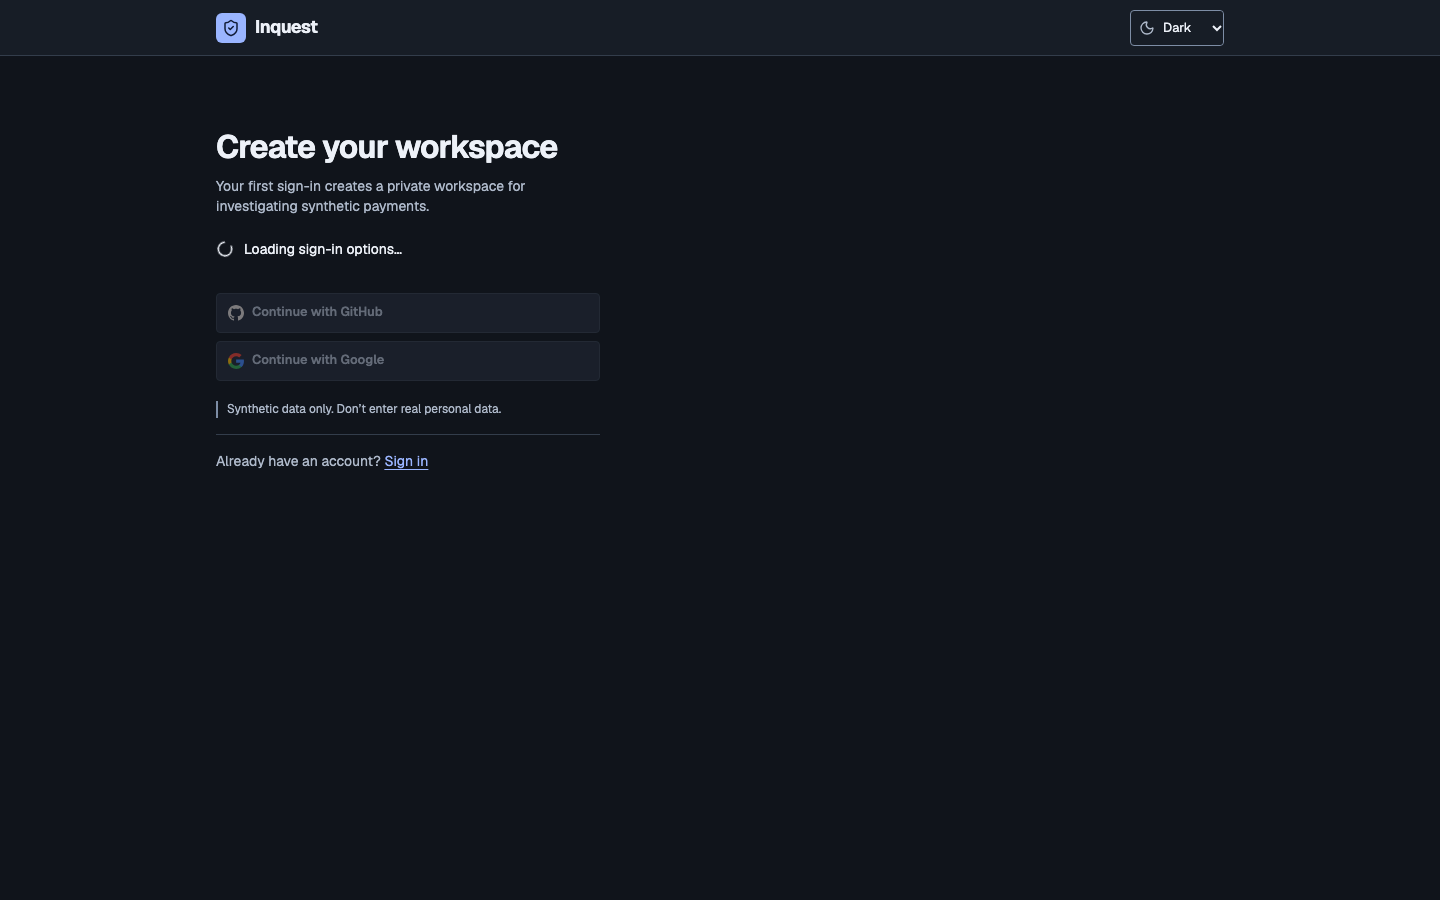 Inquest
Dark
Create your workspace
Your first sign-in creates a private workspace for
investigating synthetic payments.
Loading sign-in options...
Continue with GitHub
Continue with Google
Synthetic data only. Don’t enter real personal data.
Already have an account? Sign in